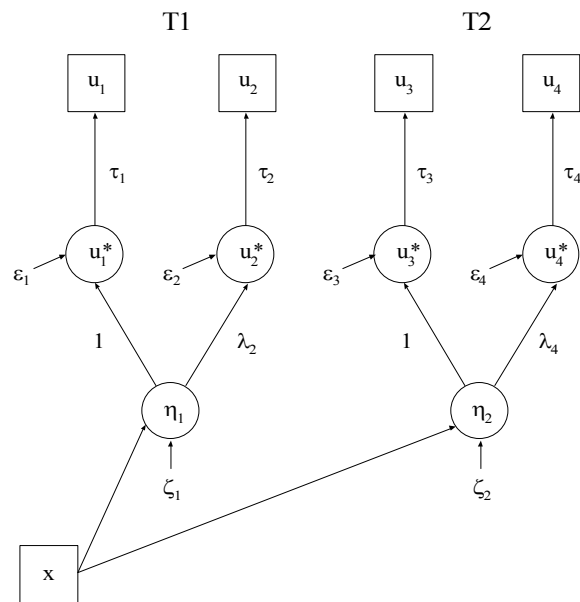 T1 T2
u₁ u₂ u₃ u₄
τ₁ τ₂ τ₃ τ₄
u₁* u₂* u₃* u₄*
ε₁ ε₂ ε₃ ε₄
1 λ₂ 1 λ₄
η₁ η₂
ζ₁ ζ₂
x